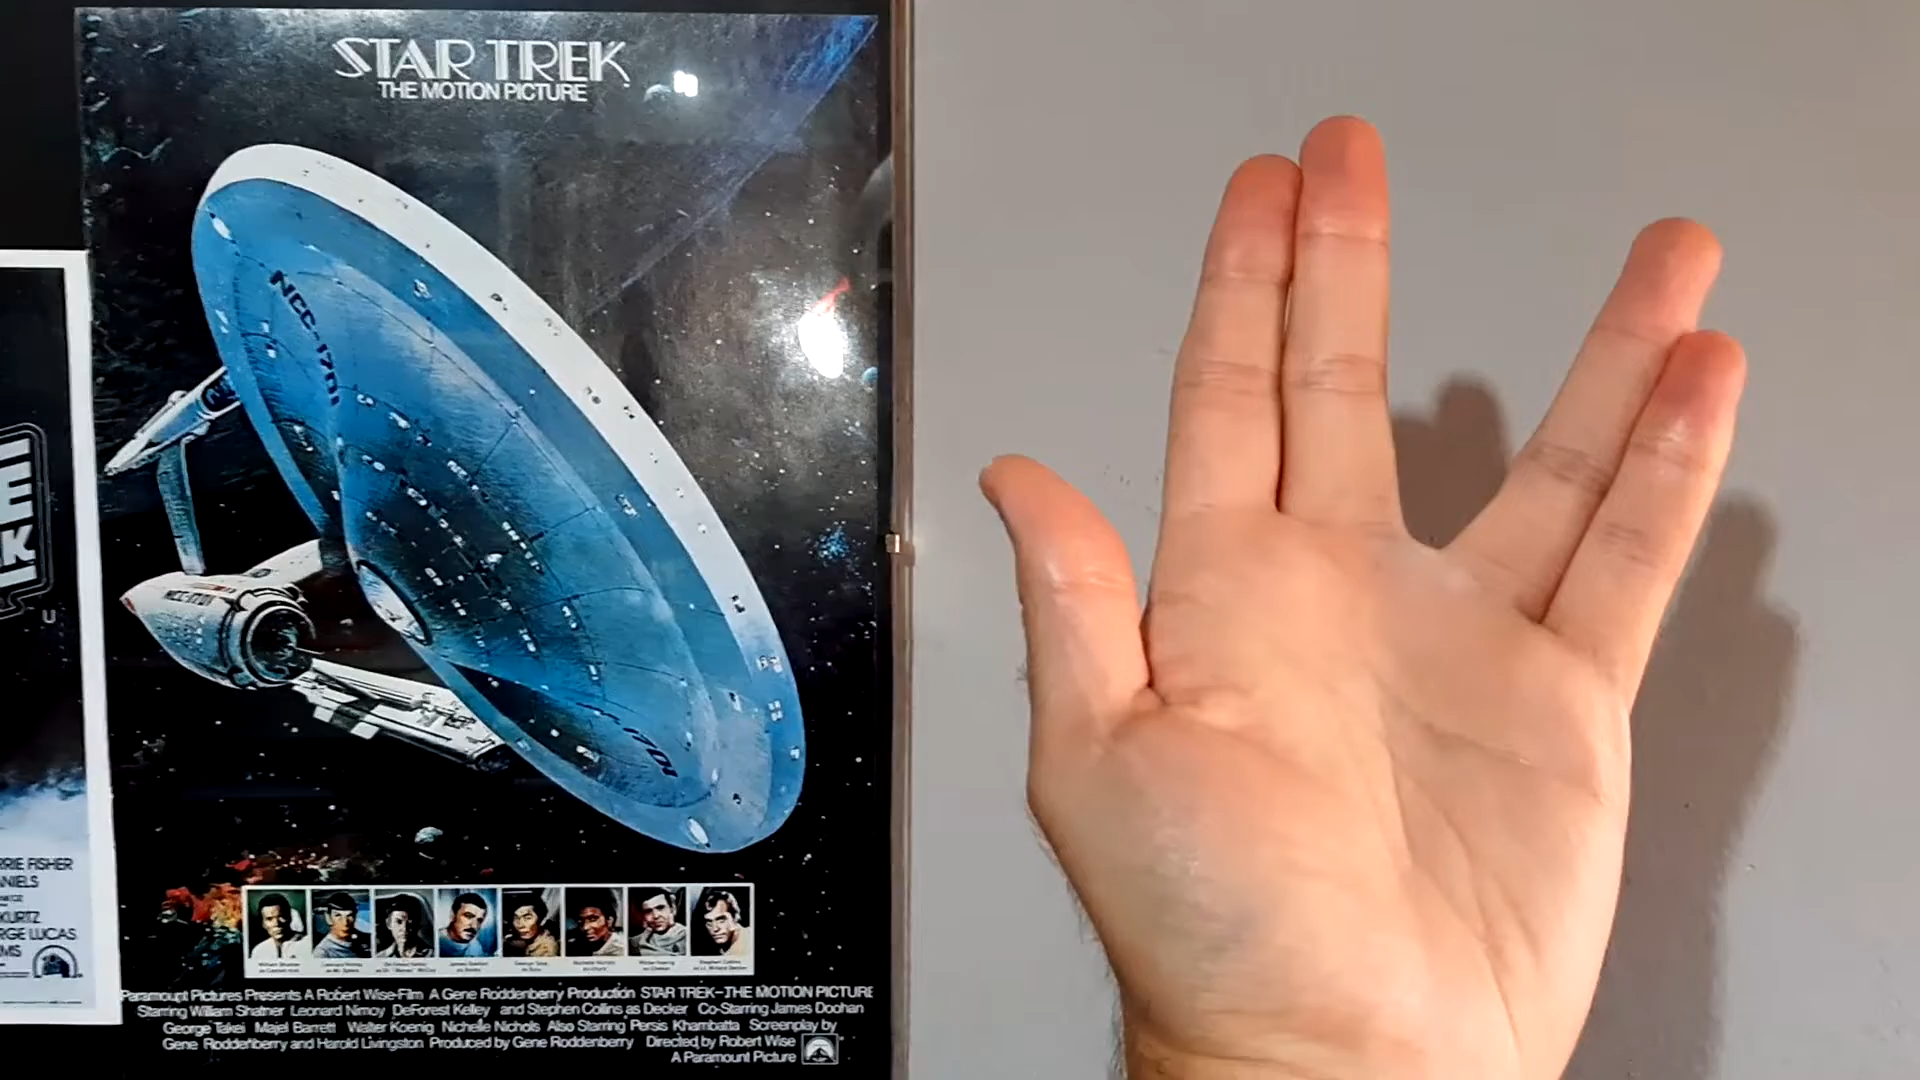 STAR TREK
THE MOTION PICTURE
NCC-1701
NCC-1701
U
RRIE FISHER
ANIELS
KURTZ
RGE LUCAS
MS
Paramount Pictures Presents A Robert Wise Film A Gene Roddenberry Production STAR TREK-THE MOTION PICTURE
Starring William Shatner Leonard Nimoy DeForest Kelley and Stephen Collins as Decker Co-Starring James Doohan
George Takei Majel Barrett Walter Koenig Nichelle Nichols Also Starring Persis Khambatta Screenplay by
Gene Roddenberry and Harold Livingston Produced by Gene Roddenberry Directed by Robert Wise
A Paramount Picture